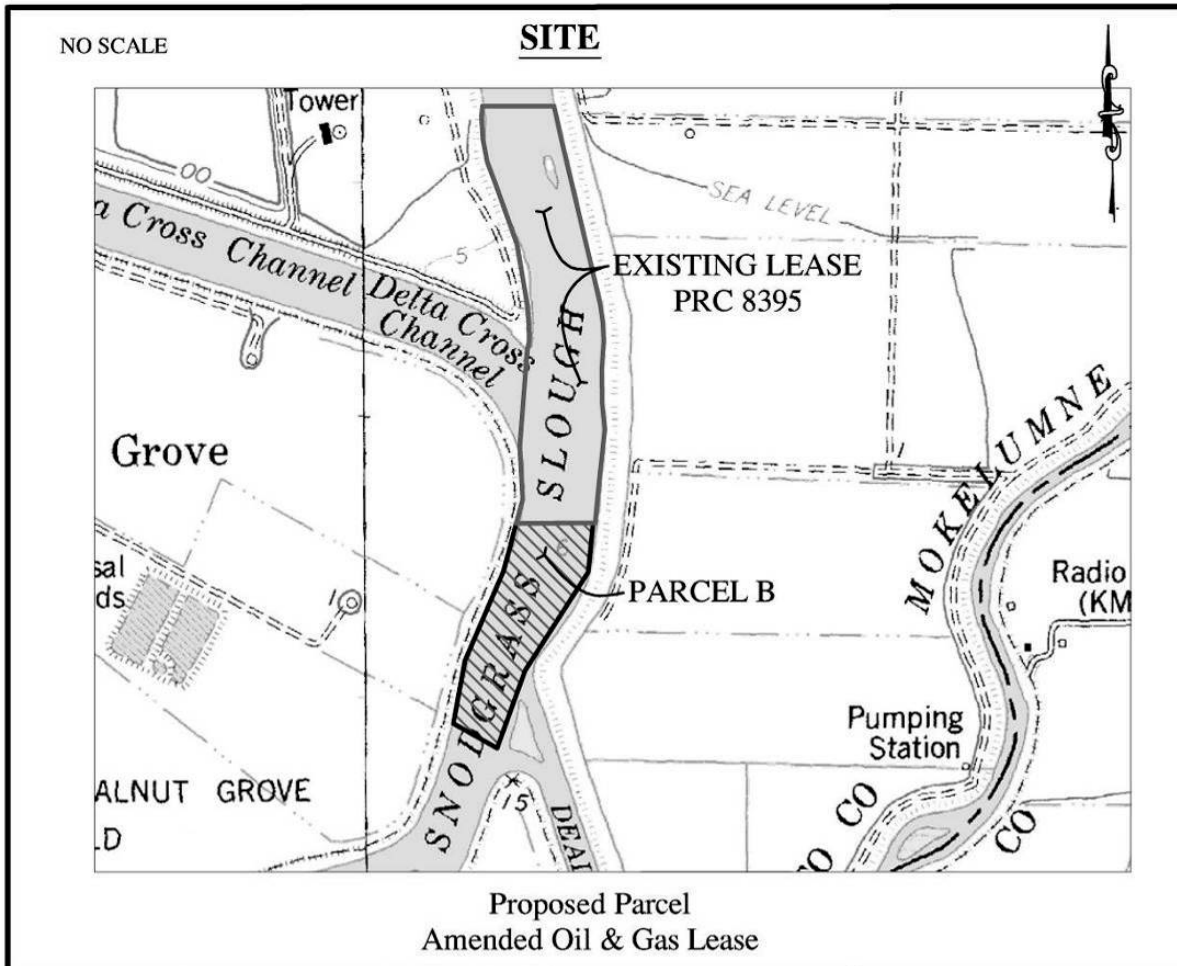 NO SCALE
SITE
Tower
00
SEA LEVEL
a Cross Channel Delta Cross
Channel
5
EXISTING LEASE
PRC 8395
SLOUGH
MOKELUMNE
Grove
sal
ds
PARCEL B
Radio
(KM
SNODGRASS
Pumping
Station
ALNUT GROVE
LD
15
DEAD
CO
CO
TO
Proposed Parcel
Amended Oil & Gas Lease